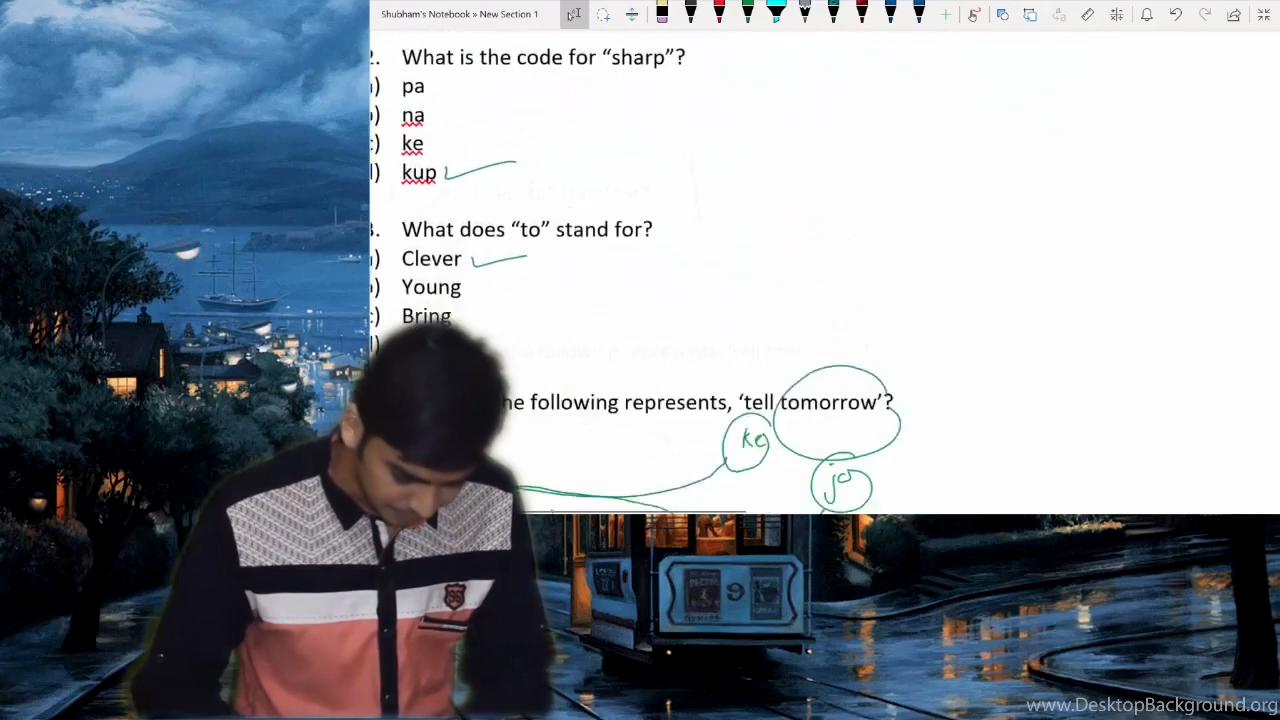 Shubham's Notebook » New Section 1
2. What is the code for “sharp”?
) pa
) na
) ke
l) kup
3. What does “to” stand for?
) Clever
) Young
) Bring
l)
he following represents, ‘tell tomorrow’?
ke
jo
9
www.DesktopBackground.org